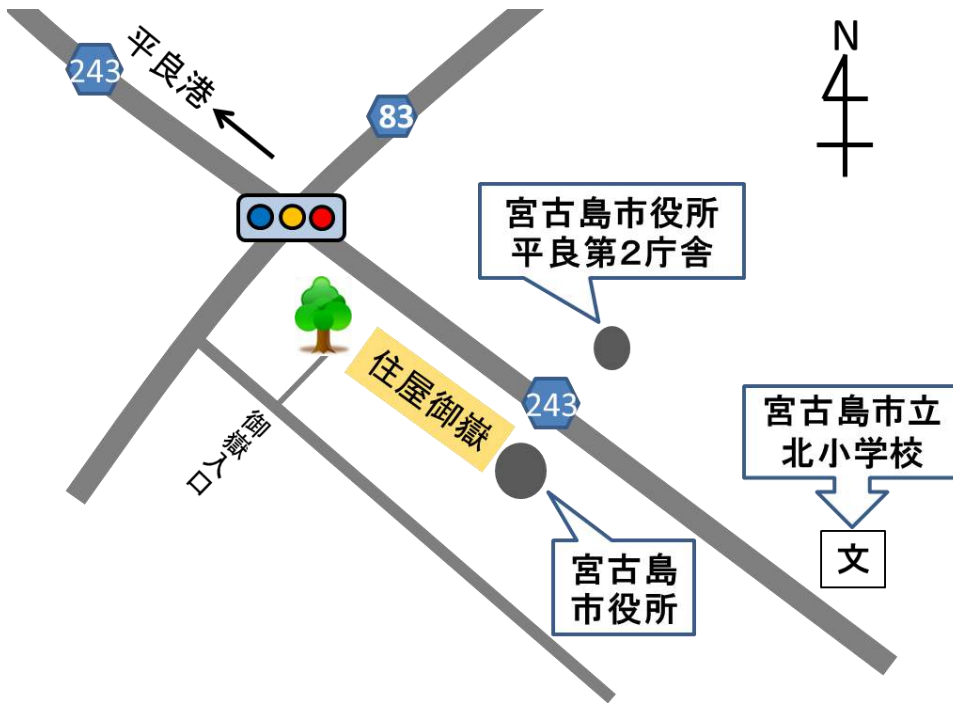 243
平良港
83
N
宮古島市役所
平良第2庁舎
住屋御嶽
243
御嶽入口
宮古島市立
北小学校
文
宮古島
市役所